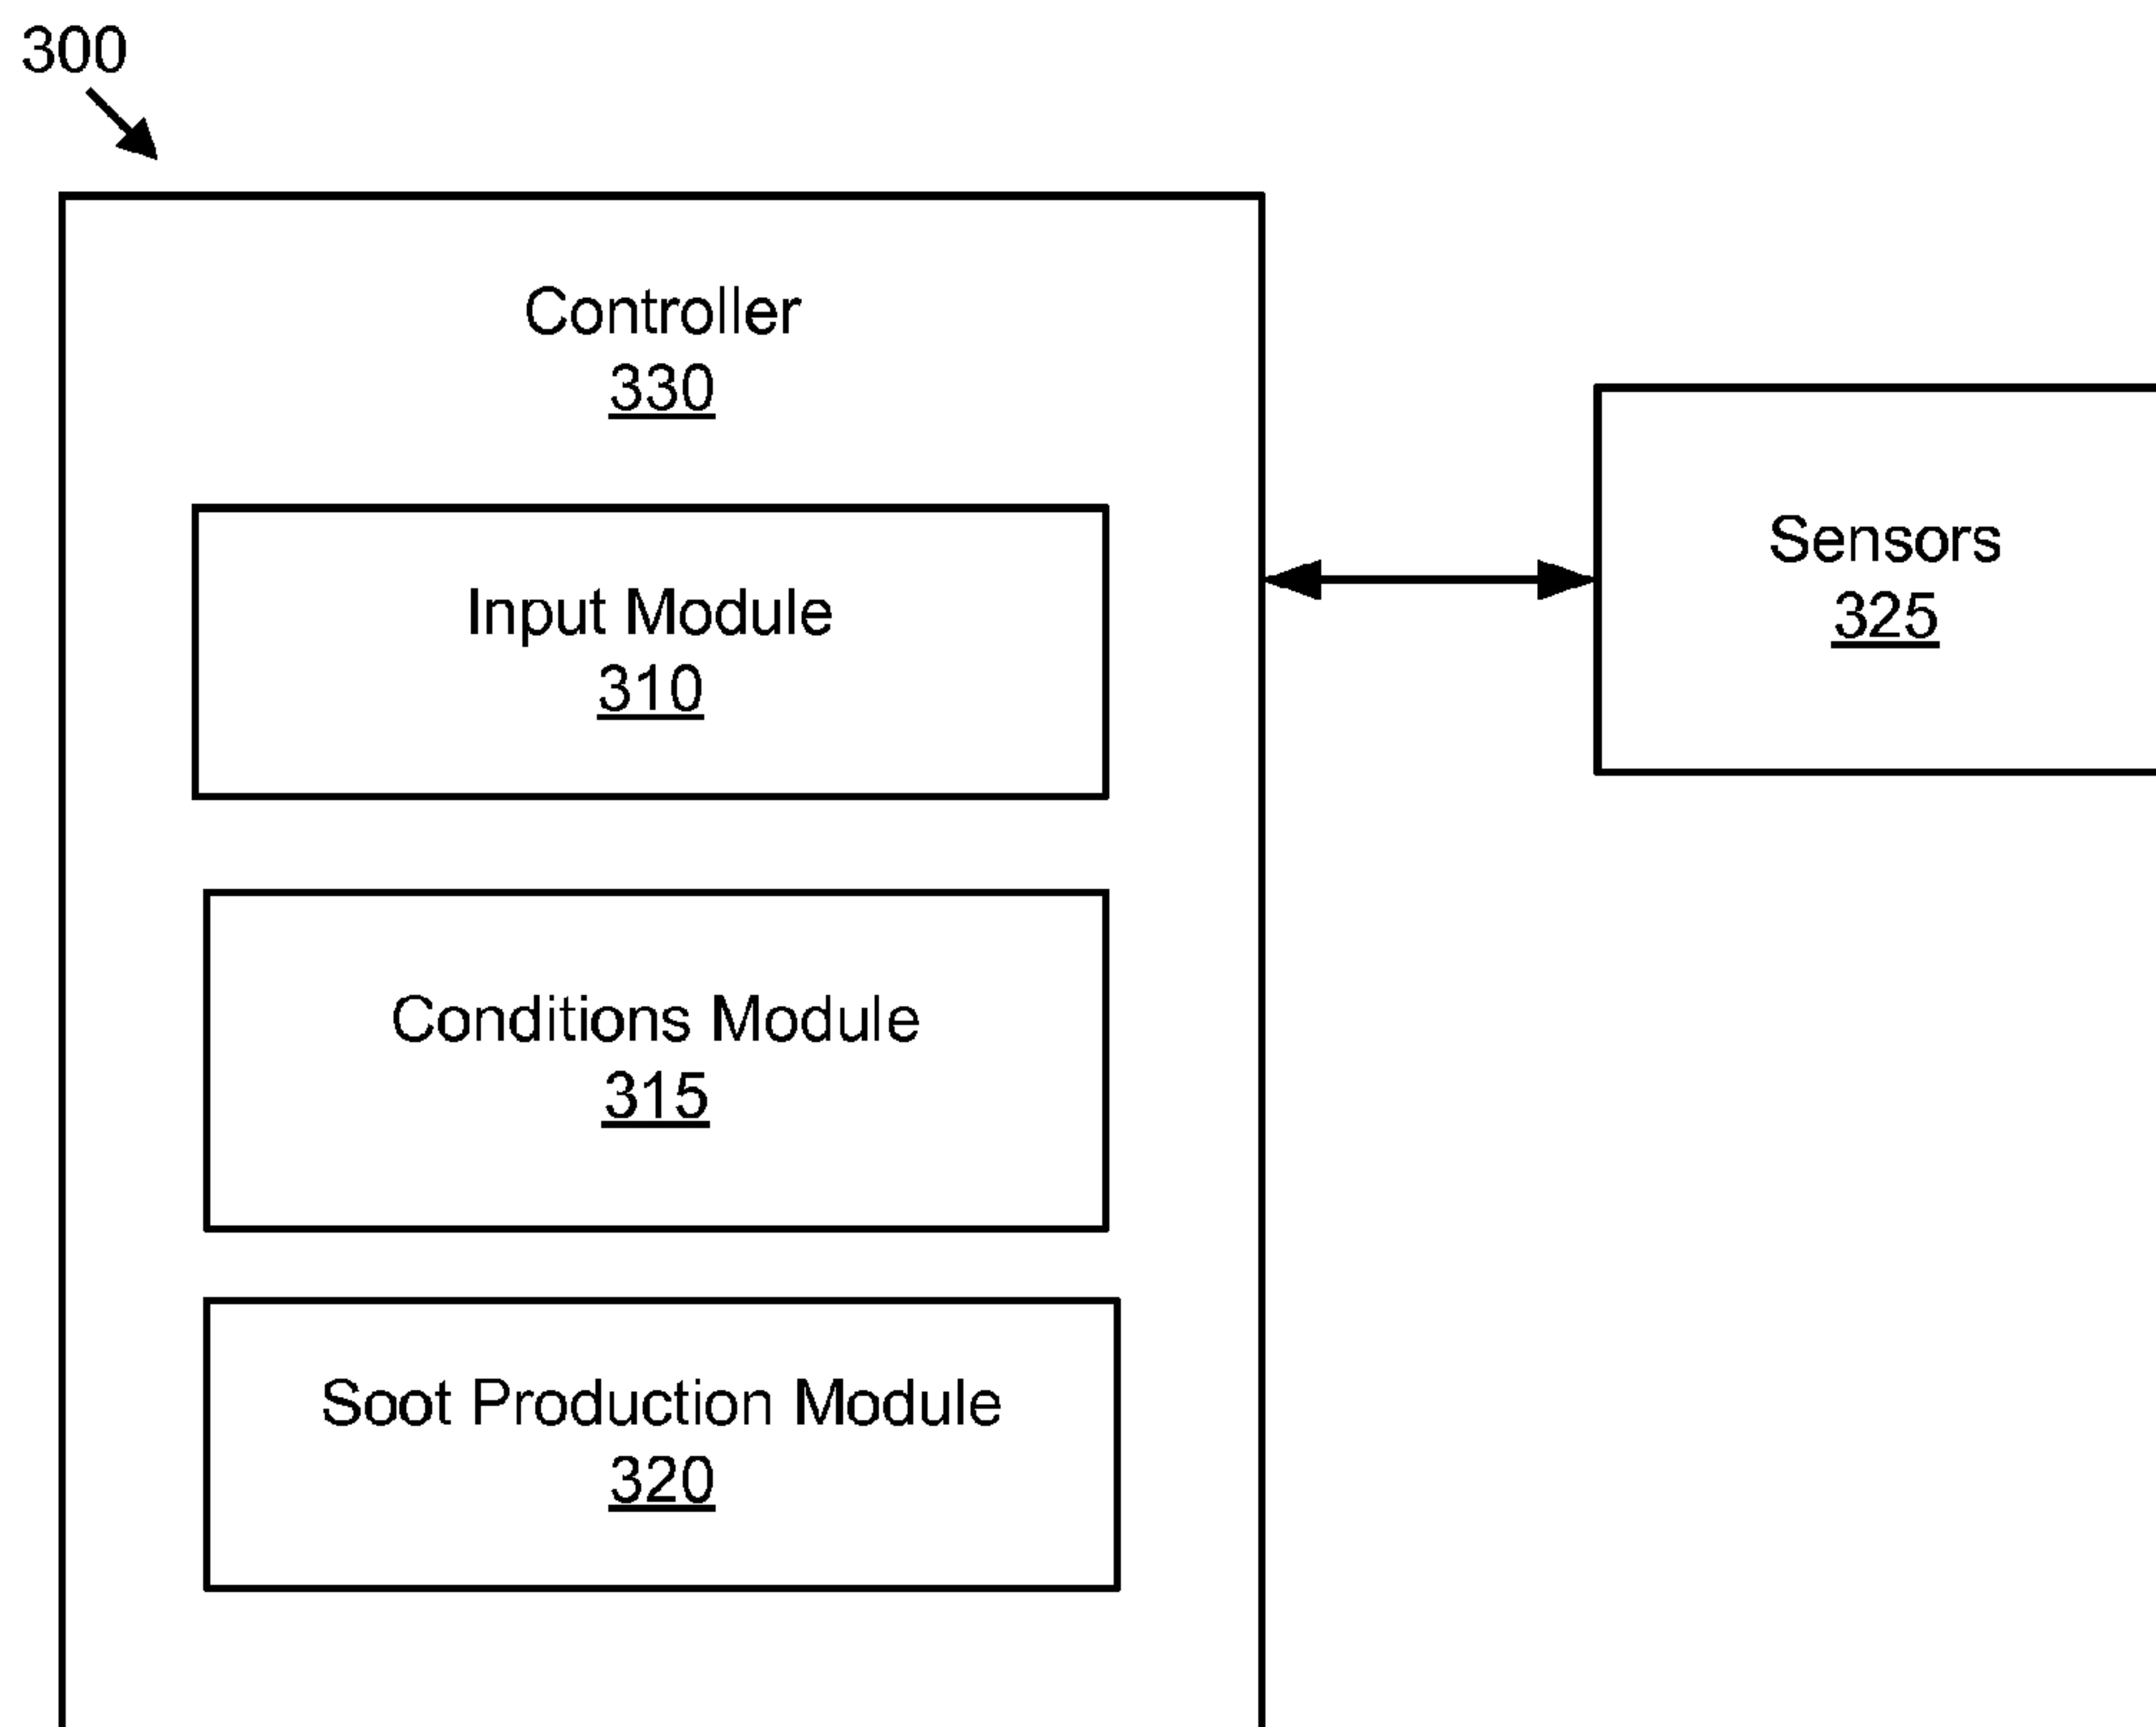 300
Controller
330
Input Module
310
Sensors
325
Conditions Module
315
Soot Production Module
320